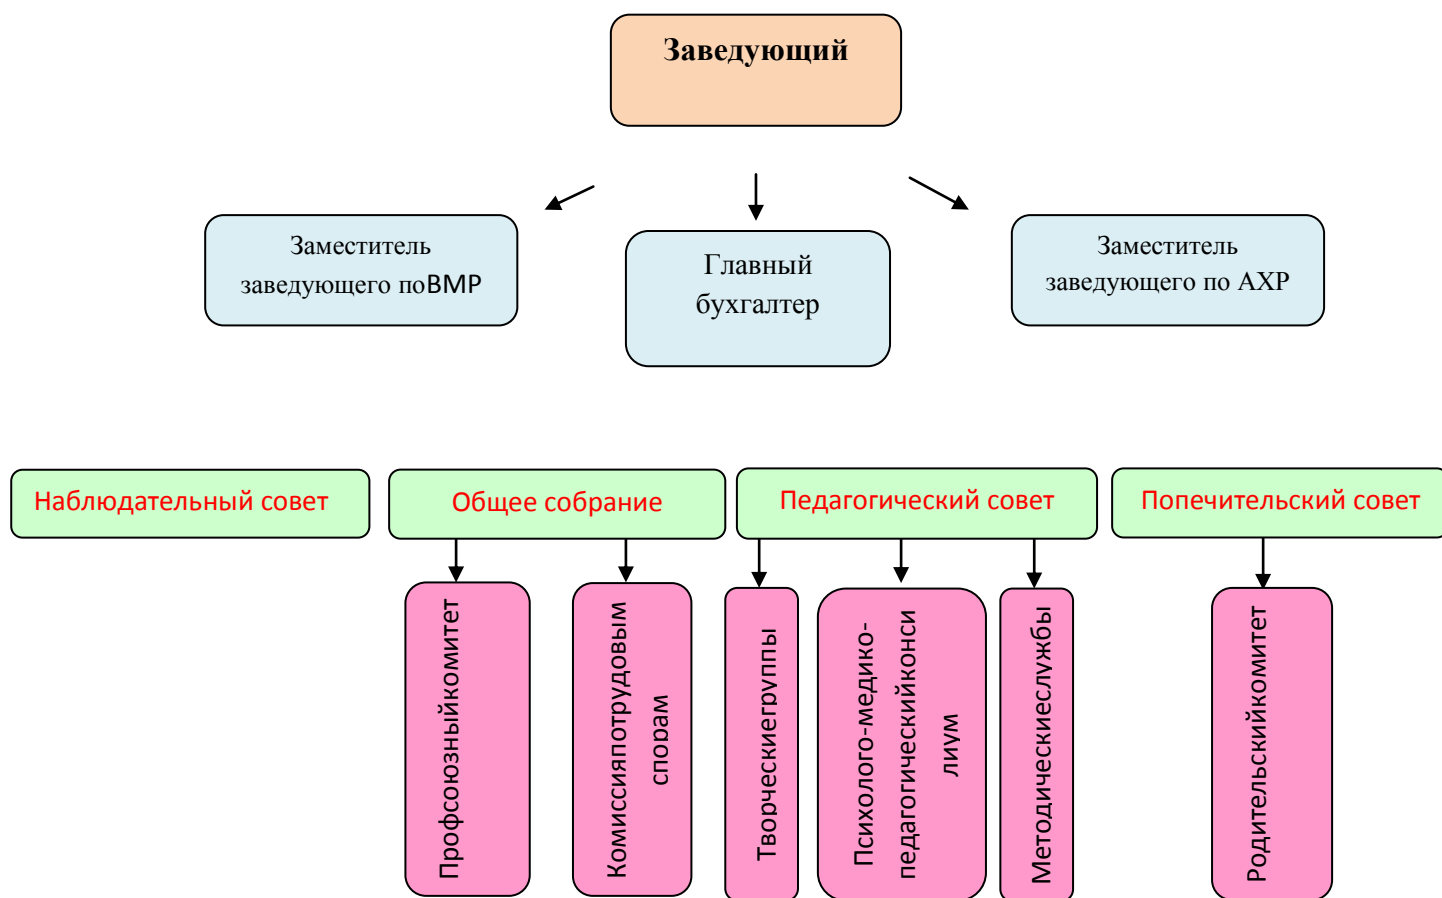 Заведующий
Заместитель
заведующего поВМР
Главный
бухгалтер
Заместитель
заведующего по АХР
Наблюдательный совет
Общее собрание
Педагогический совет
Попечительский совет
Профсоюзныйкомитет
Комиссияпотрудовым
спорам
Творческиегруппы
Психолого-медико-
педагогическийконси
лиум
Методическиеслужбы
Родительскийкомитет